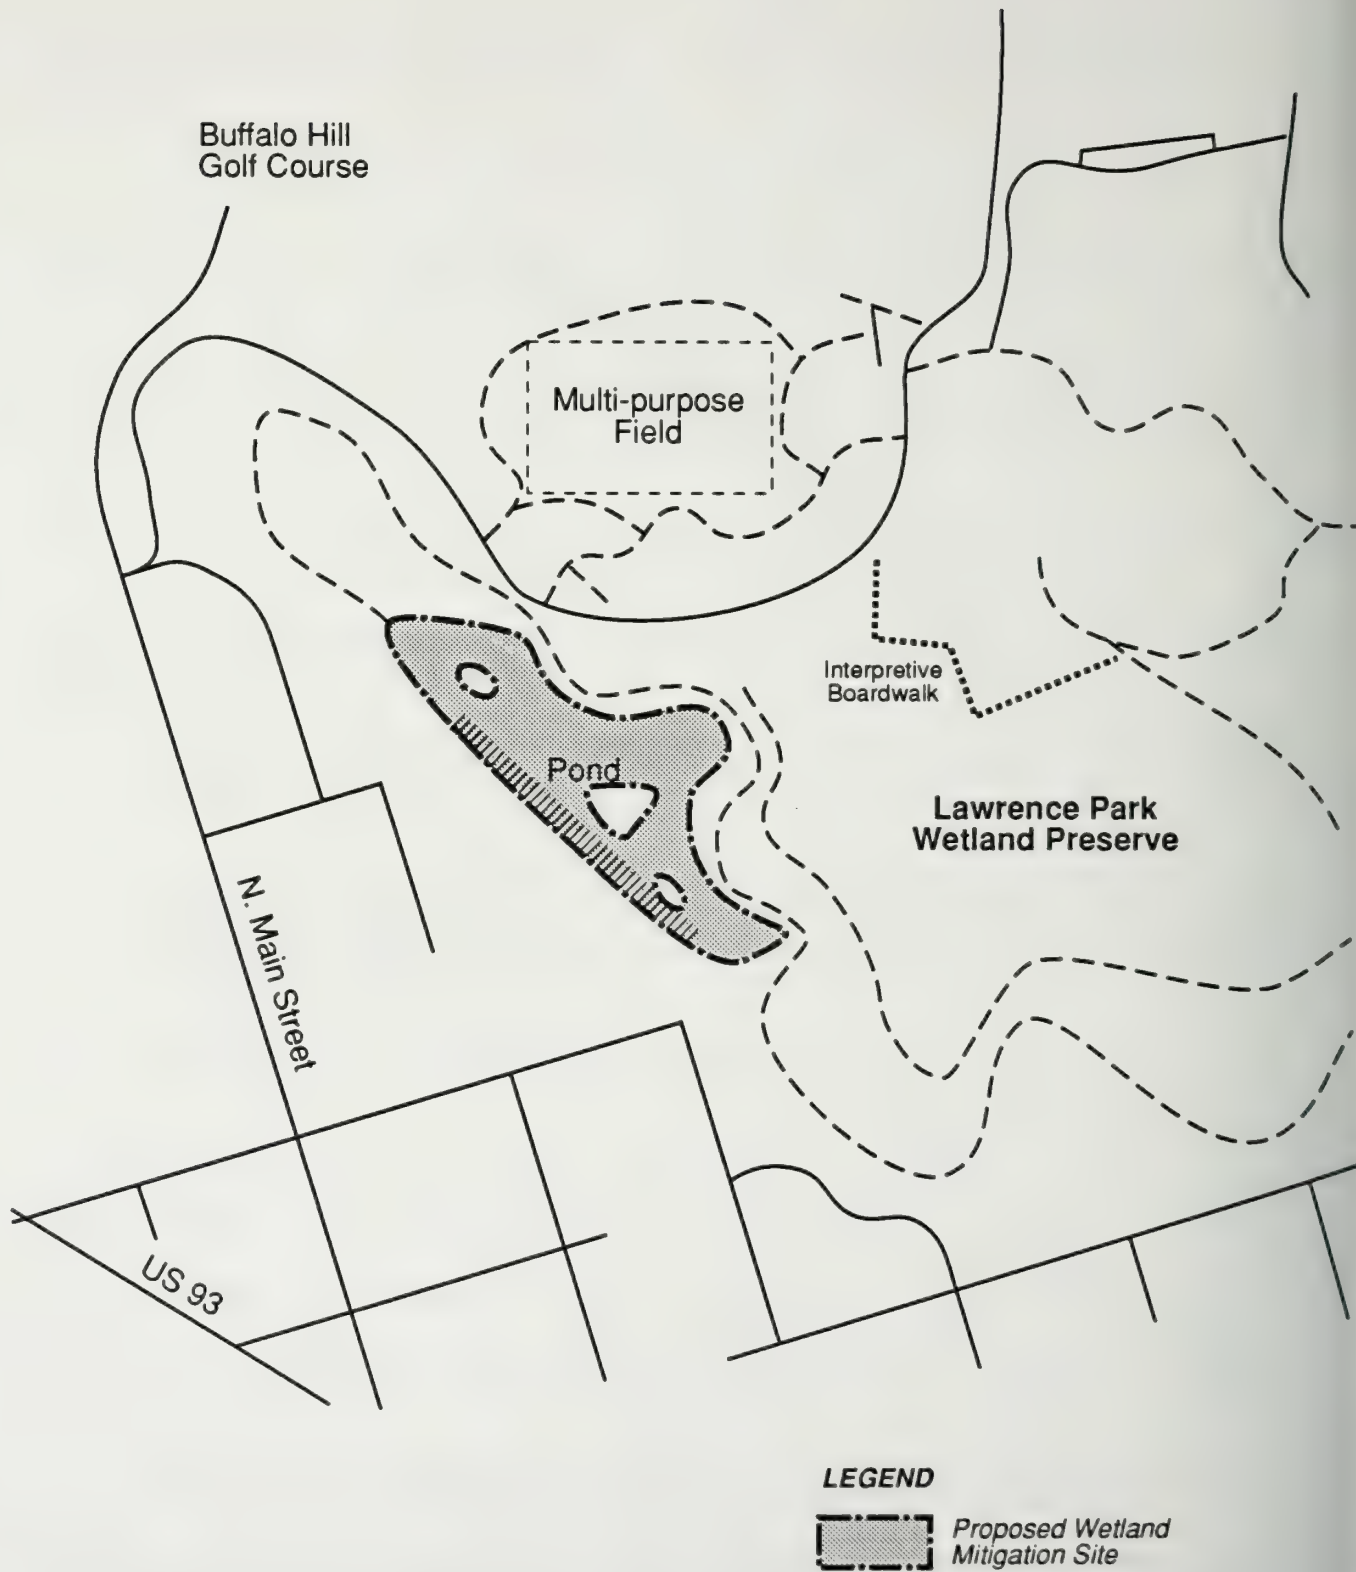 Buffalo Hill
Golf Course
Multi-purpose
Field
Interpretive
Boardwalk
Pond
Lawrence Park
Wetland Preserve
N. Main Street
US 93
LEGEND
Proposed Wetland
Mitigation Site